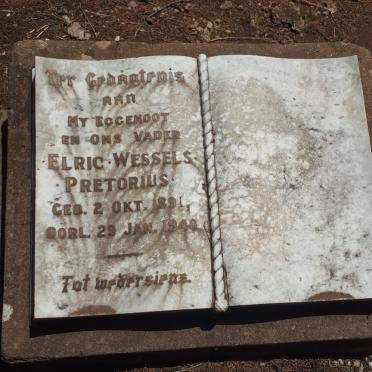 Ter Gedagtenis
aan
My Eggenoot
en Ons Vader
Elric Wessels
Pretorius
Geb. 2 Okt. 1891,
Oorl. 29 Jan. 1948.
Tot wedersiens.